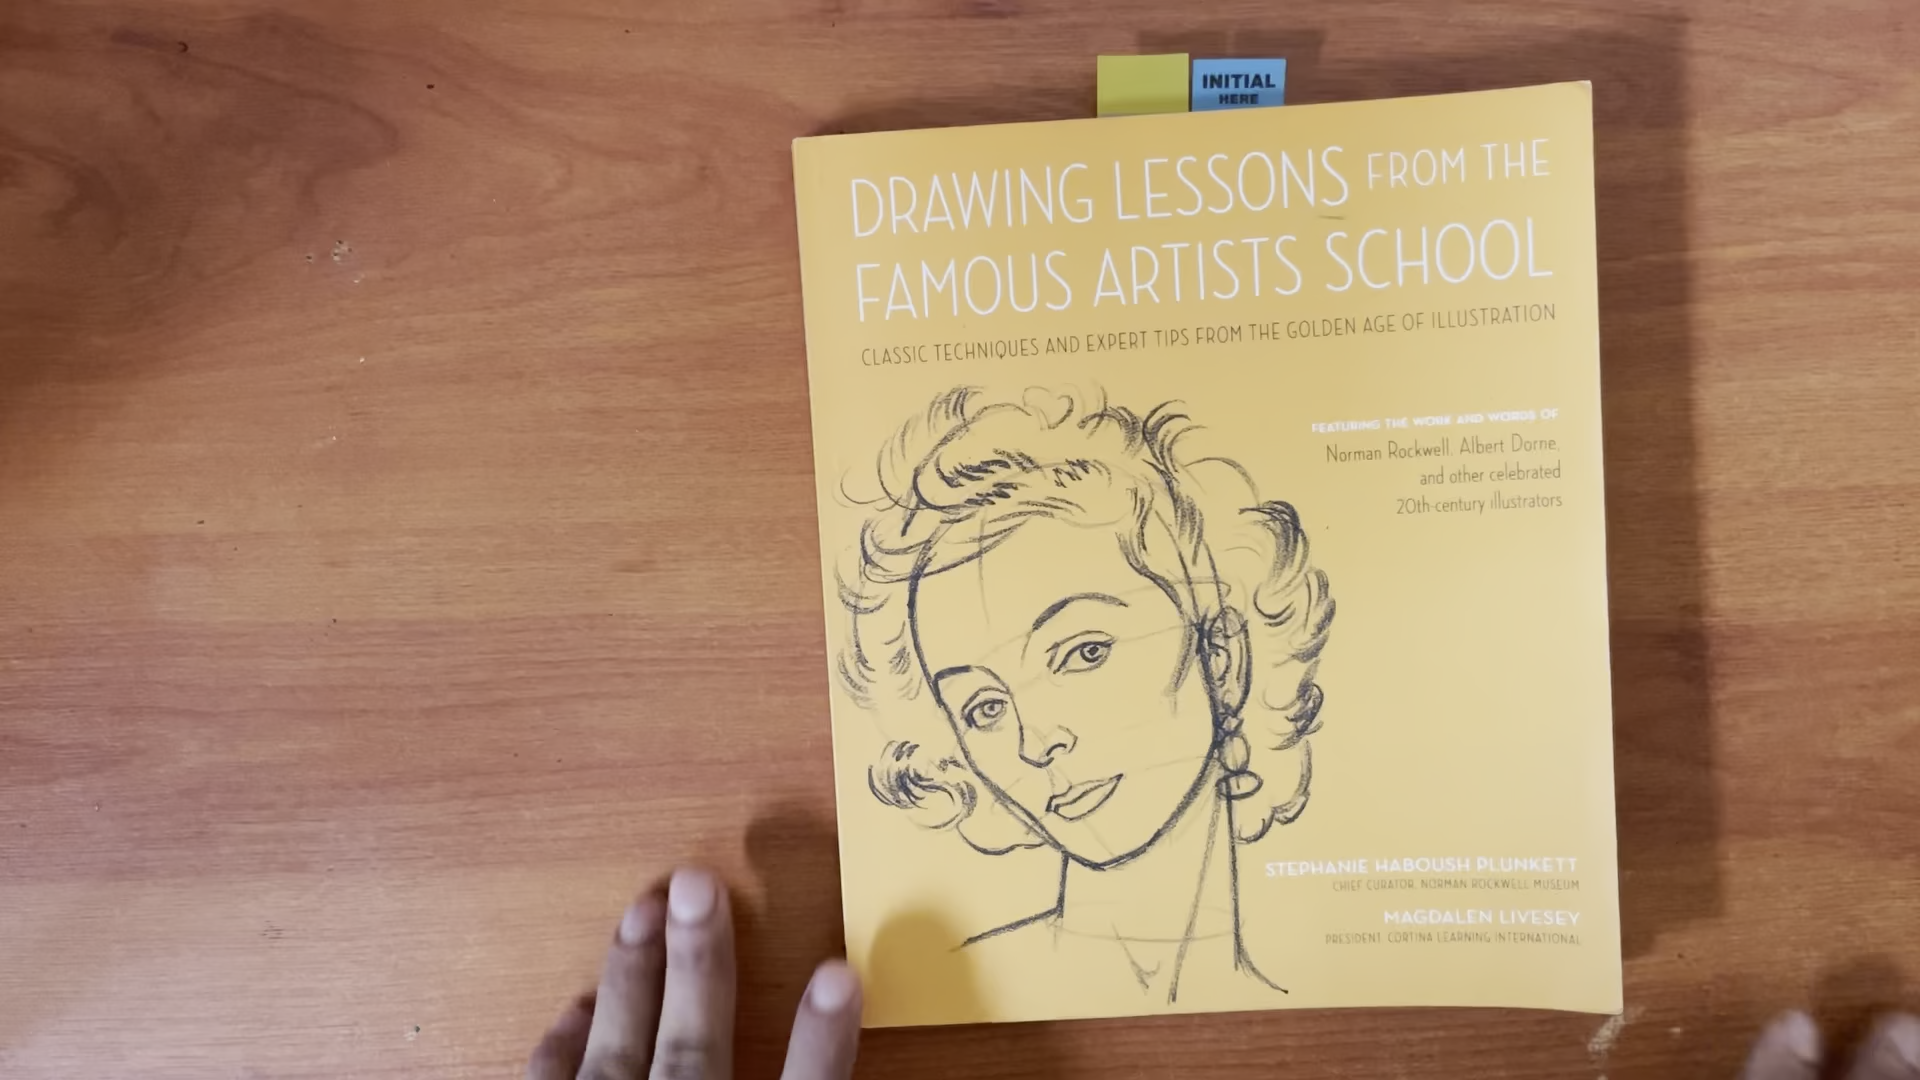 INITIAL
HERE
DRAWING LESSONS FROM THE
FAMOUS ARTISTS SCHOOL
CLASSIC TECHNIQUES AND EXPERT TIPS FROM THE GOLDEN AGE OF ILLUSTRATION
FEATURING THE WORK AND WORDS OF
Norman Rockwell, Albert Dorne,
and other celebrated
20th-century illustrators
STEPHANIE HABOUSH PLUNKETT
CHIEF CURATOR, NORMAN ROCKWELL MUSEUM
MAGDALEN LIVESEY
PRESIDENT, CORTINA LEARNING INTERNATIONAL